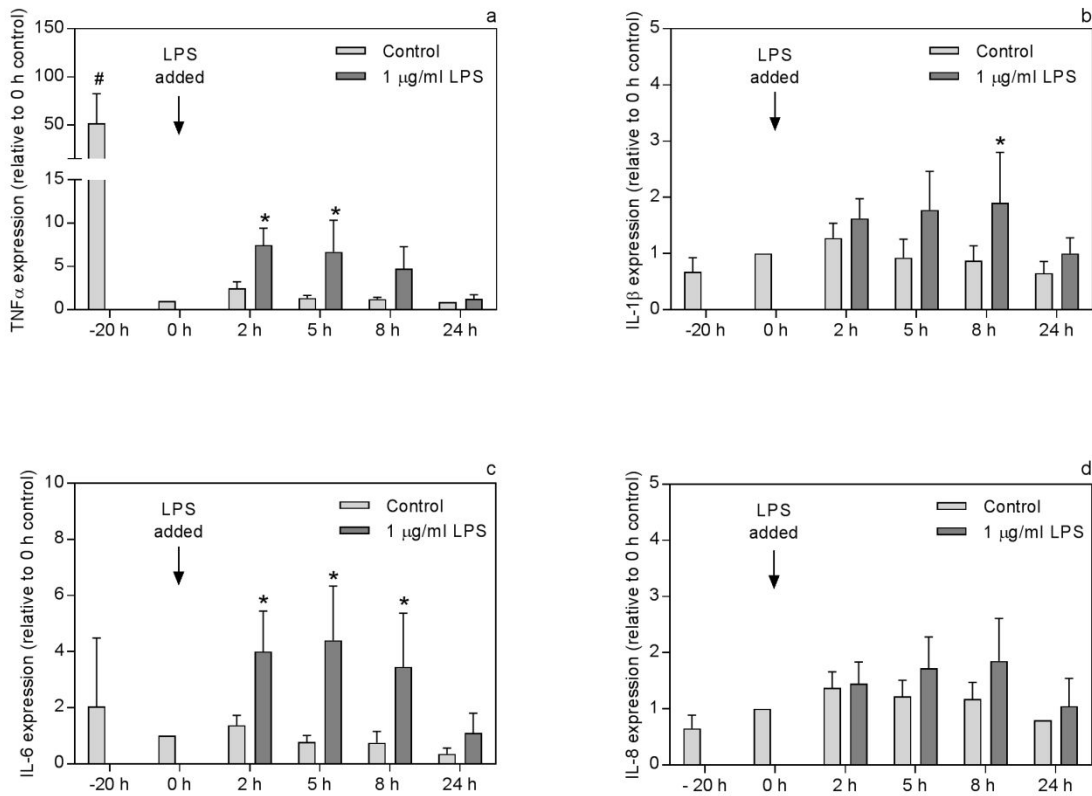 a
TNFα expression (relative to 0 h control)
150
100
50
15
10
5
0
#
LPS
added
Control
1 μg/ml LPS
*
*
-20 h 0 h 2 h 5 h 8 h 24 h
b
IL-1β expression (relative to 0 h control)
5
4
3
2
1
0
LPS
added
Control
1 μg/ml LPS
*
-20 h 0 h 2 h 5 h 8 h 24 h
c
IL-6 expression (relative to 0 h control)
10
8
6
4
2
0
LPS
added
Control
1 μg/ml LPS
*
*
*
-20 h 0 h 2 h 5 h 8 h 24 h
d
IL-8 expression (relative to 0 h control)
5
4
3
2
1
0
LPS
added
Control
1 μg/ml LPS
-20 h 0 h 2 h 5 h 8 h 24 h